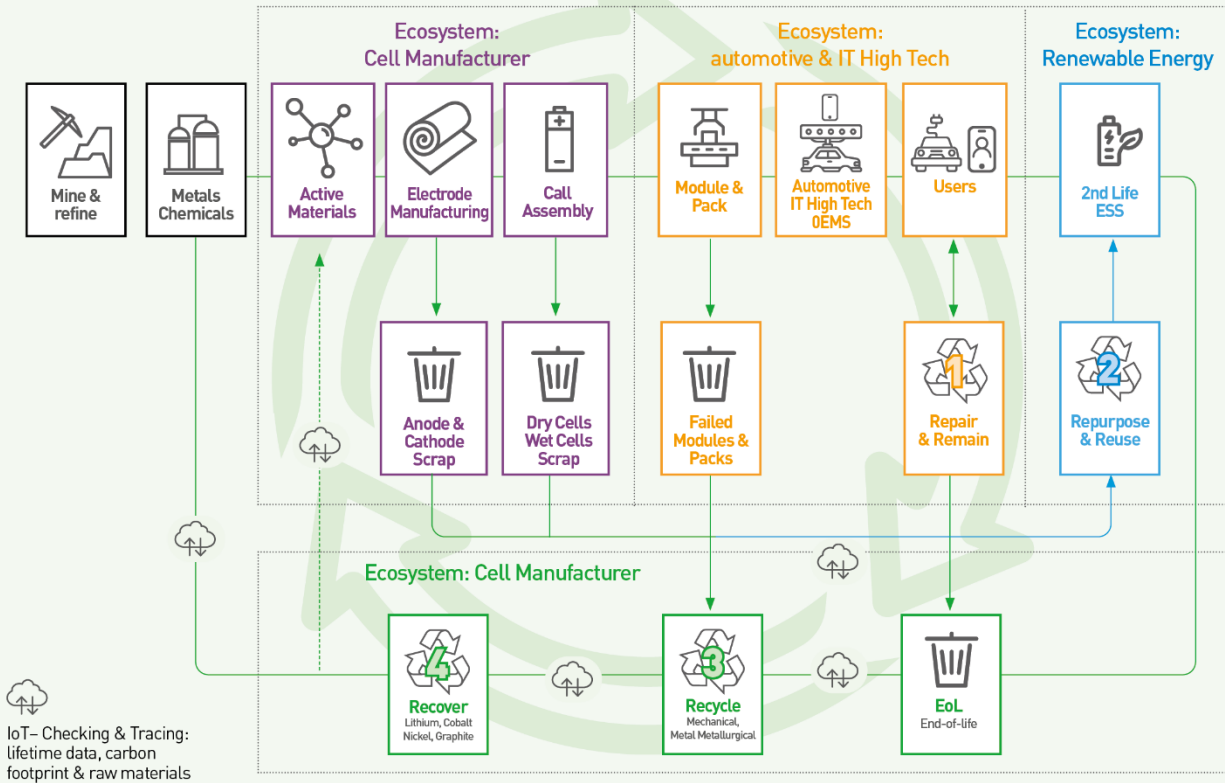 Ecosystem:
Cell Manufacturer
Ecosystem:
automotive & IT High Tech
Ecosystem:
Renewable Energy
Mine &
refine
Metals
Chemicals
Active
Materials
Electrode
Manufacturing
Call
Assembly
Module &
Pack
Automotive
IT High Tech
0EMS
Users
2nd Life
ESS
Anode &
Cathode
Scrap
Dry Cells
Wet Cells
Scrap
Failed
Modules &
Packs
1
Repair
& Remain
2
Repurpose
& Reuse
Ecosystem: Cell Manufacturer
4
Recover
Lithium, Cobalt
Nickel, Graphite
3
Recycle
Mechanical,
Metal Metallurgical
EoL
End-of-life
IoT– Checking & Tracing:
lifetime data, carbon
footprint & raw materials